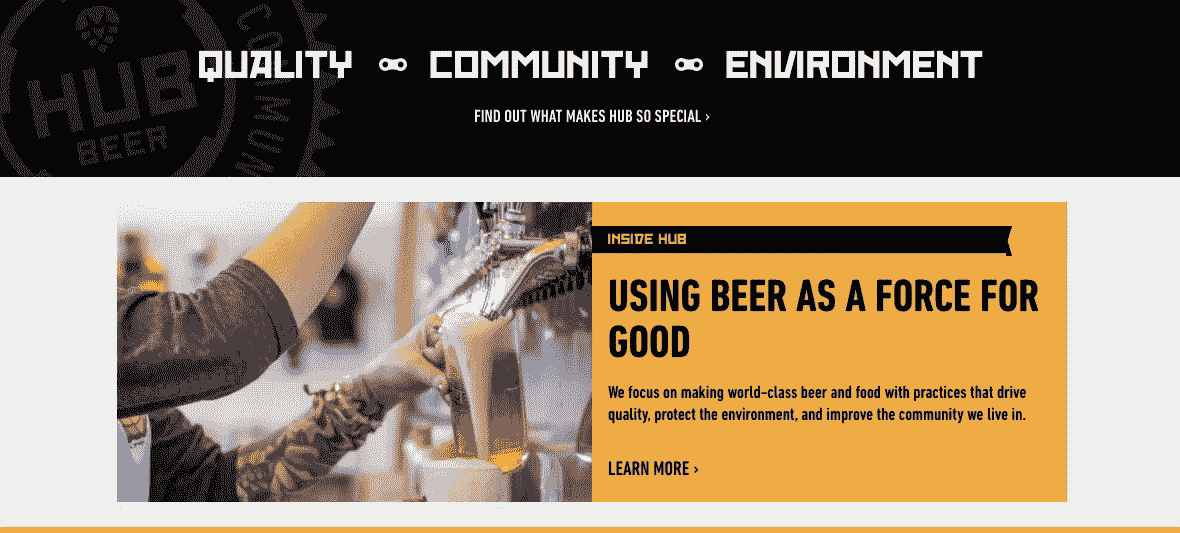 HUB
BEER
COMMUN
QUALITY COMMUNITY ENVIRONMENT
FIND OUT WHAT MAKES HUB SO SPECIAL ›
INSIDE HUB
USING BEER AS A FORCE FOR
GOOD
We focus on making world-class beer and food with practices that drive
quality, protect the environment, and improve the community we live in.
LEARN MORE ›